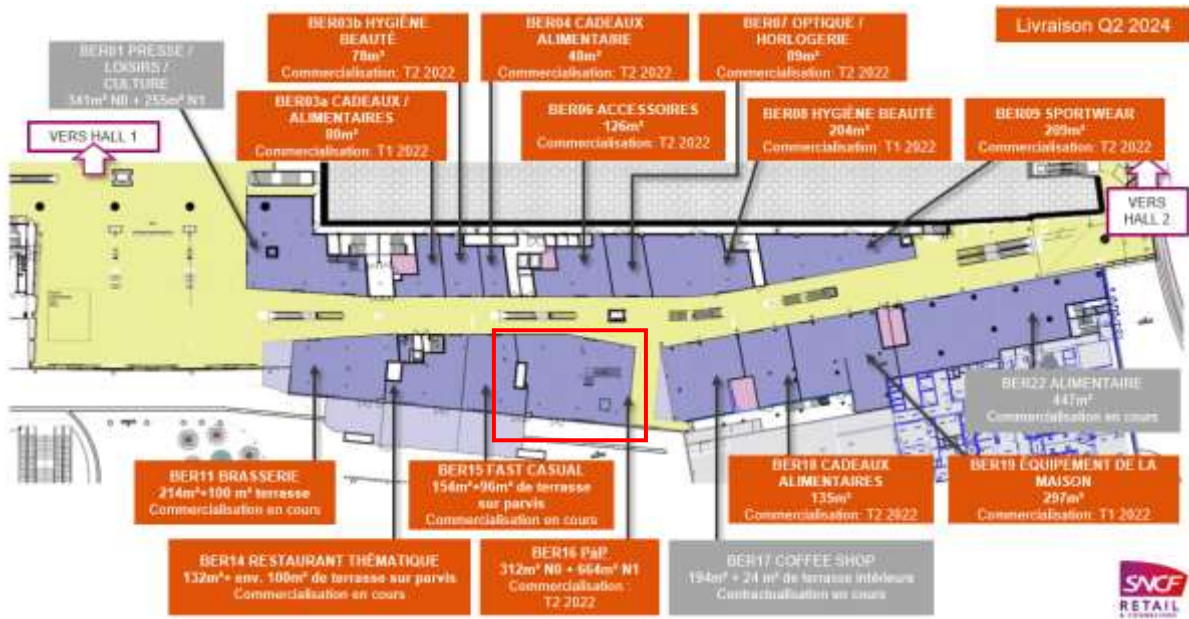 Livraison Q2 2024
BER01 PRESSE /
LOISIRS /
CULTURE
341m² N0 + 255m² N1
BER03b HYGIÈNE
BEAUTÉ
78m²
Commercialisation: T2 2022
BER04 CADEAUX
ALIMENTAIRE
48m²
Commercialisation: T2 2022
BER07 OPTIQUE /
HORLOGERIE
89m²
Commercialisation: T2 2022
BER03a CADEAUX /
ALIMENTAIRES
80m²
Commercialisation: T1 2022
BER06 ACCESSOIRES
126m²
Commercialisation: T2 2022
BER08 HYGIÈNE BEAUTÉ
204m²
Commercialisation: T1 2022
BER09 SPORTWEAR
209m²
Commercialisation: T2 2022
VERS HALL 1
VERS
HALL 2
BER22 ALIMENTAIRE
447m²
Commercialisation en cours
BER11 BRASSERIE
214m²+100 m² terrasse
Commercialisation en cours
BER15 FAST CASUAL
154m²+96m² de terrasse
sur parvis
Commercialisation en cours
BER18 CADEAUX
ALIMENTAIRES
135m²
Commercialisation: T2 2022
BER19 ÉQUIPEMENT DE LA
MAISON
297m²
Commercialisation: T1 2022
BER14 RESTAURANT THÉMATIQUE
132m²+ env. 100m² de terrasse sur parvis
Commercialisation en cours
BER16 PàP
312m² N0 + 664m² N1
Commercialisation :
T2 2022
BER17 COFFEE SHOP
194m² + 24 m² de terrasse intérieure
Contractualisation en cours
SNCF
RETAIL
& CONNEXIONS